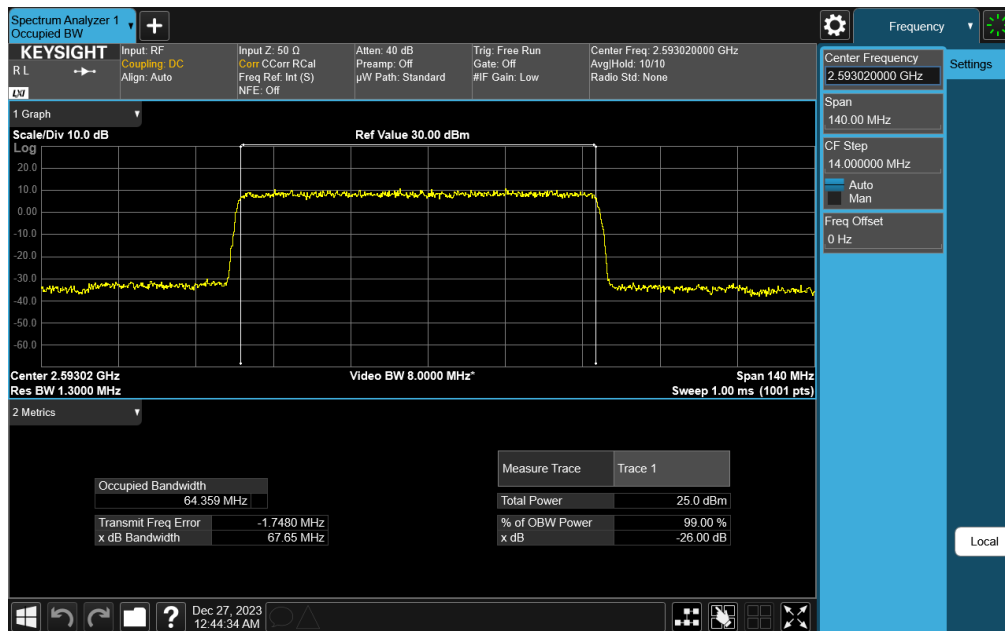 Spectrum Analyzer 1
Occupied BW
Frequency
KEYSIGHT
R L
LXI
Input: RF
Coupling: DC
Align: Auto
Input Z: 50 Ω
Corr CCorr RCal
Freq Ref: Int (S)
NFE: Off
Atten: 40 dB
Preamp: Off
µW Path: Standard
Trig: Free Run
Gate: Off
#IF Gain: Low
Center Freq: 2.593020000 GHz
Avg|Hold: 10/10
Radio Std: None
Center Frequency
2.593020000 GHz
Settings
Span
140.00 MHz
CF Step
14.000000 MHz
Auto
Man
Freq Offset
0 Hz
Local
1 Graph
Scale/Div 10.0 dB
Ref Value 30.00 dBm
Log
20.0
10.0
0.00
-10.0
-20.0
-30.0
-40.0
-50.0
-60.0
Center 2.59302 GHz
Video BW 8.0000 MHz*
Span 140 MHz
Res BW 1.3000 MHz
Sweep 1.00 ms (1001 pts)
2 Metrics
Occupied Bandwidth
64.359 MHz
Transmit Freq Error -1.7480 MHz
x dB Bandwidth 67.65 MHz
Measure Trace Trace 1
Total Power 25.0 dBm
% of OBW Power 99.00 %
x dB -26.00 dB
?
Dec 27, 2023
12:44:34 AM